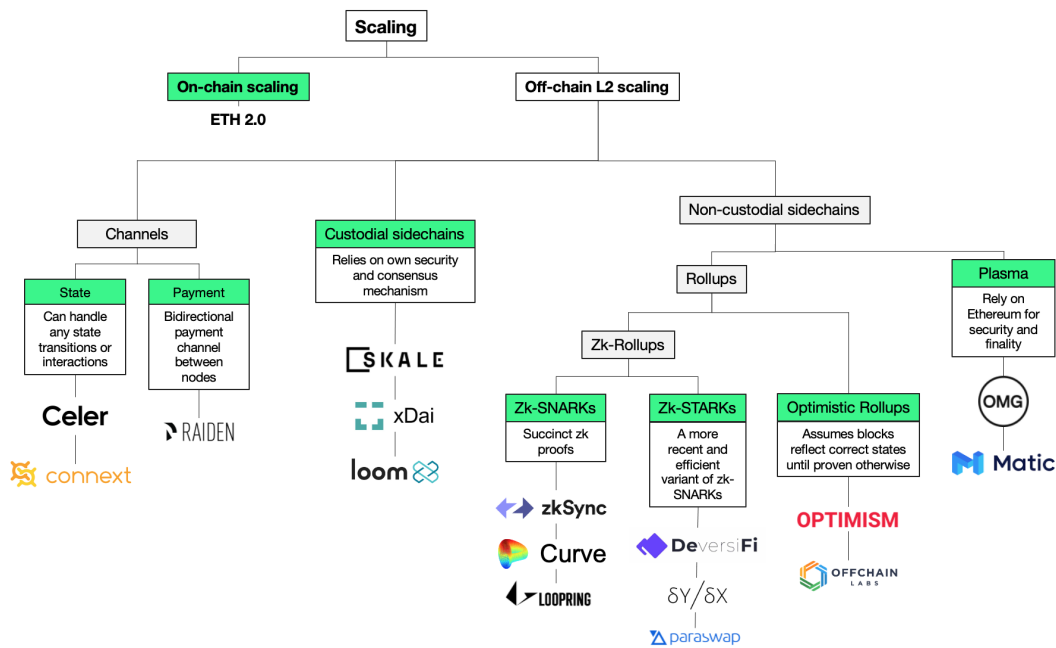 Scaling
On-chain scaling
ETH 2.0
Off-chain L2 scaling
Channels
State
Can handle
any state
transitions or
interactions
Celer
connext
Payment
Bidirectional
payment
channel
between
nodes
RAIDEN
Custodial sidechains
Relies on own security
and consensus
mechanism
SKALE
xDai
loom
Non-custodial sidechains
Rollups
Zk-Rollups
Zk-SNARKs
Succinct zk
proofs
zkSync
Curve
LOOPRING
Zk-STARKs
A more
recent and
efficient
variant of zk-
SNARKs
DeversiFi
δY/δX
paraswap
Optimistic Rollups
Assumes blocks
reflect correct states
until proven otherwise
OPTIMISM
OFFCHAIN
LABS
Plasma
Rely on
Ethereum for
security and
finality
OMG
Matic